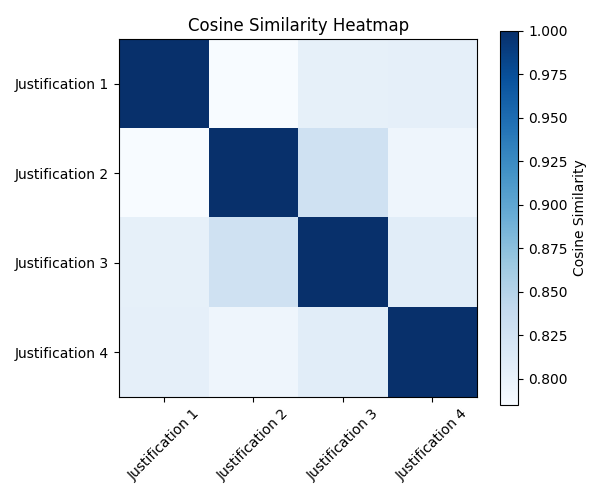 Cosine Similarity Heatmap
Justification 1
Justification 2
Justification 3
Justification 4
Justification 1
Justification 2
Justification 3
Justification 4
1.000
0.975
0.950
0.925
0.900
0.875
0.850
0.825
0.800
Cosine Similarity